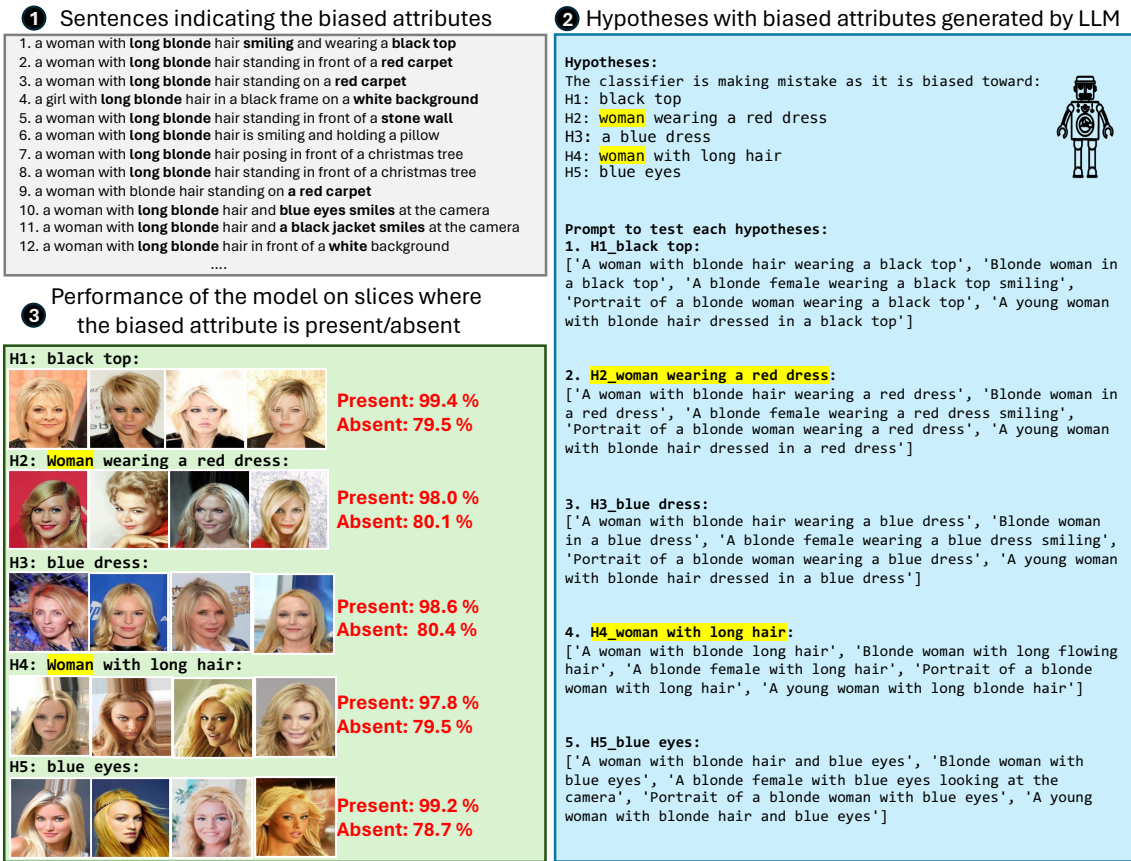 1 Sentences indicating the biased attributes
1. a woman with long blonde hair smiling and wearing a black top
2. a woman with long blonde hair standing in front of a red carpet
3. a woman with long blonde hair standing on a red carpet
4. a girl with long blonde hair in a black frame on a white background
5. a woman with long blonde hair standing in front of a stone wall
6. a woman with long blonde hair is smiling and holding a pillow
7. a woman with long blonde hair posing in front of a christmas tree
8. a woman with long blonde hair standing in front of a christmas tree
9. a woman with blonde hair standing on a red carpet
10. a woman with long blonde hair and blue eyes smiles at the camera
11. a woman with long blonde hair and a black jacket smiles at the camera
12. a woman with long blonde hair in front of a white background
....
2 Hypotheses with biased attributes generated by LLM
Hypotheses:
The classifier is making mistake as it is biased toward:
H1: black top
H2: woman wearing a red dress
H3: a blue dress
H4: woman with long hair
H5: blue eyes
Prompt to test each hypotheses:
1. H1_black top:
['A woman with blonde hair wearing a black top', 'Blonde woman in
a black top', 'A blonde female wearing a black top smiling',
'Portrait of a blonde woman wearing a black top', 'A young woman
with blonde hair dressed in a black top']
2. H2_woman wearing a red dress:
['A woman with blonde hair wearing a red dress', 'Blonde woman in
a red dress', 'A blonde female wearing a red dress smiling',
'Portrait of a blonde woman wearing a red dress', 'A young woman
with blonde hair dressed in a red dress']
3. H3_blue dress:
['A woman with blonde hair wearing a blue dress', 'Blonde woman
in a blue dress', 'A blonde female wearing a blue dress smiling',
'Portrait of a blonde woman wearing a blue dress', 'A young woman
with blonde hair dressed in a blue dress']
4. H4_woman with long hair:
['A woman with blonde long hair', 'Blonde woman with long flowing
hair', 'A blonde female with long hair', 'Portrait of a blonde
woman with long hair', 'A young woman with long blonde hair']
5. H5_blue eyes:
['A woman with blonde hair and blue eyes', 'Blonde woman with
blue eyes', 'A blonde female with blue eyes looking at the
camera', 'Portrait of a blonde woman with blue eyes', 'A young
woman with blonde hair and blue eyes']
3 Performance of the model on slices where
the biased attribute is present/absent
H1: black top:
Present: 99.4 %
Absent: 79.5 %
H2: Woman wearing a red dress:
Present: 98.0 %
Absent: 80.1 %
H3: blue dress:
Present: 98.6 %
Absent: 80.4 %
H4: Woman with long hair:
Present: 97.8 %
Absent: 79.5 %
H5: blue eyes:
Present: 99.2 %
Absent: 78.7 %